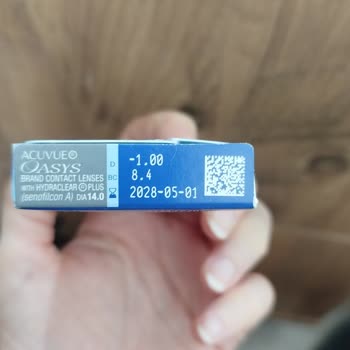 ACUVUE®
OASYS
BRAND CONTACT LENSES
WITH HYDRACLEAR® PLUS
(senofilcon A) DIA 14.0
D -1.00
BC 8.4
2028-05-01